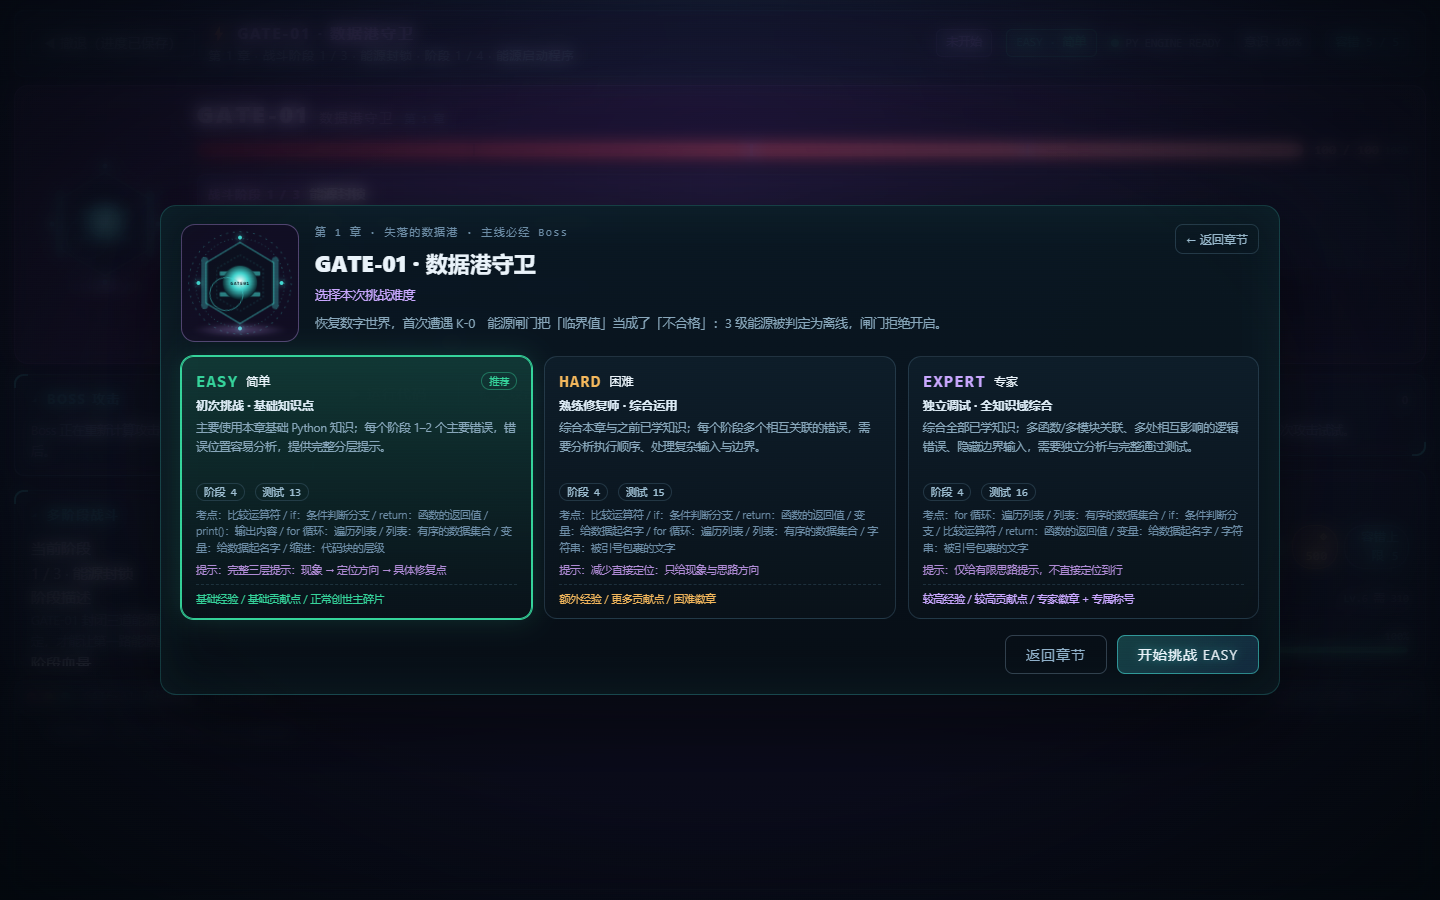 第 1 章 · 失落的数据港 · 主线必经 Boss
← 返回章节
GATE-01 · 数据港守卫
选择本次挑战难度
恢复数字世界，首次遭遇 K-0 能源闸门把「临界值」当成了「不合格」：3 级能源被判定为离线，闸门拒绝开启。
EASY 简单 推荐
初次挑战 · 基础知识点
主要使用本章基础 Python 知识；每个阶段 1–2 个主要错误，错
误位置容易分析，提供完整分层提示。
阶段 4 测试 13
考点：比较运算符 / if：条件判断分支 / return：函数的返回值 /
print()：输出内容 / for 循环：遍历列表 / 列表：有序的数据集合 / 变
量：给数据起名字 / 缩进：代码块的层级
提示：完整三层提示：现象 → 定位方向 → 具体修复点
基础经验 / 基础贡献点 / 正常创世主碎片
HARD 困难
熟练修复师 · 综合运用
综合本章与之前已学知识；每个阶段多个相互关联的错误，需
要分析执行顺序、处理复杂输入与边界。
阶段 4 测试 15
考点：比较运算符 / if：条件判断分支 / return：函数的返回值 / 变
量：给数据起名字 / for 循环：遍历列表 / 列表：有序的数据集合 / 字
符串：被引号包裹的文字
提示：减少直接定位：只给现象与思路方向
额外经验 / 更多贡献点 / 困难徽章
EXPERT 专家
独立调试 · 全知识域综合
综合全部已学知识；多函数/多模块关联、多处相互影响的逻辑
错误、隐藏边界输入，需要独立分析与完整通过测试。
阶段 4 测试 16
考点：for 循环：遍历列表 / 列表：有序的数据集合 / if：条件判断分
支 / 比较运算符 / return：函数的返回值 / 变量：给数据起名字 / 字符
串：被引号包裹的文字
提示：仅给有限思路提示，不直接定位到行
较高经验 / 较高贡献点 / 专家徽章 + 专属称号
返回章节
开始挑战 EASY